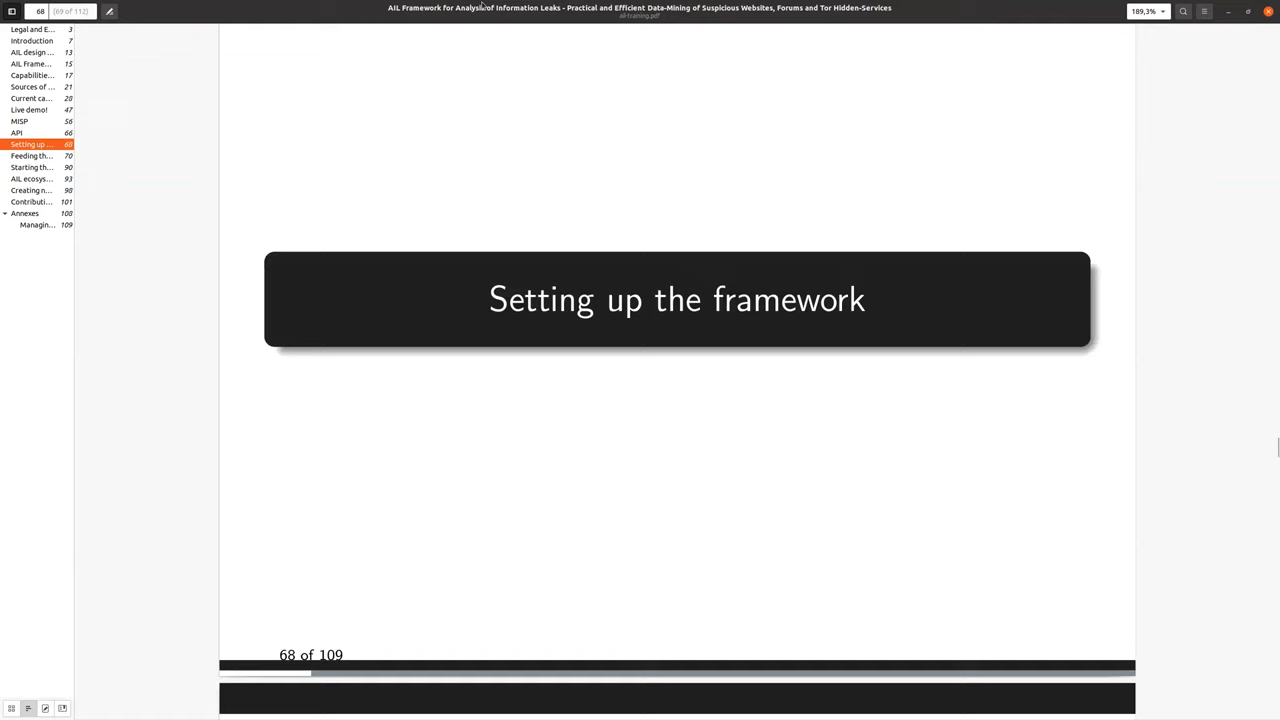 68 (69 of 112)
AIL Framework for Analysis of Information Leaks - Practical and Efficient Data-Mining of Suspicious Websites, Forums and Tor Hidden-Services
ail-training.pdf
189,3%
Legal and E... 3
Introduction 7
AIL design ... 13
AIL Frame... 15
Capabilitie... 17
Sources of ... 21
Current ca... 28
Live demo! 47
MISP 56
API 66
Setting up ... 68
Feeding th... 70
Starting th... 90
AIL ecosys... 93
Creating n... 98
Contributi... 101
Annexes 108
Managin... 109
Setting up the framework
68 of 109